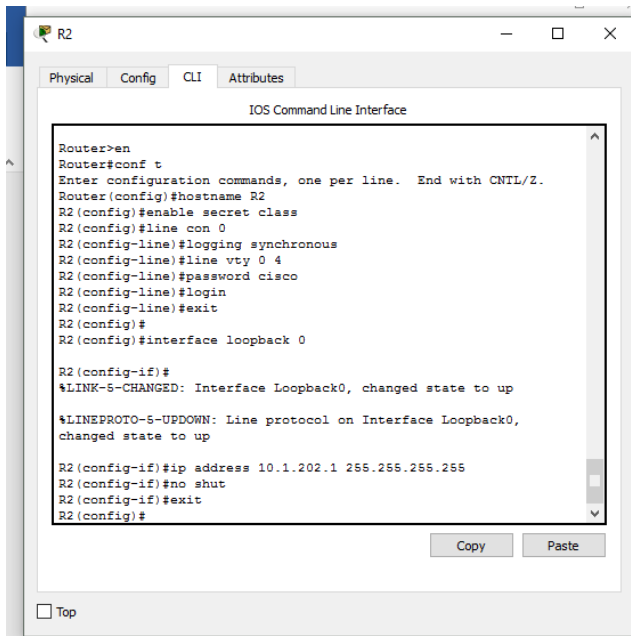 R2
Physical Config CLI Attributes
IOS Command Line Interface
Router>en
Router#conf t
Enter configuration commands, one per line.  End with CNTL/Z.
Router(config)#hostname R2
R2(config)#enable secret class
R2(config)#line con 0
R2(config-line)#logging synchronous
R2(config-line)#line vty 0 4
R2(config-line)#password cisco
R2(config-line)#login
R2(config-line)#exit
R2(config)#
R2(config)#interface loopback 0
R2(config-if)#
%LINK-5-CHANGED: Interface Loopback0, changed state to up
%LINEPROTO-5-UPDOWN: Line protocol on Interface Loopback0,
changed state to up
R2(config-if)#ip address 10.1.202.1 255.255.255.255
R2(config-if)#no shut
R2(config-if)#exit
R2(config)#
Copy Paste
Top